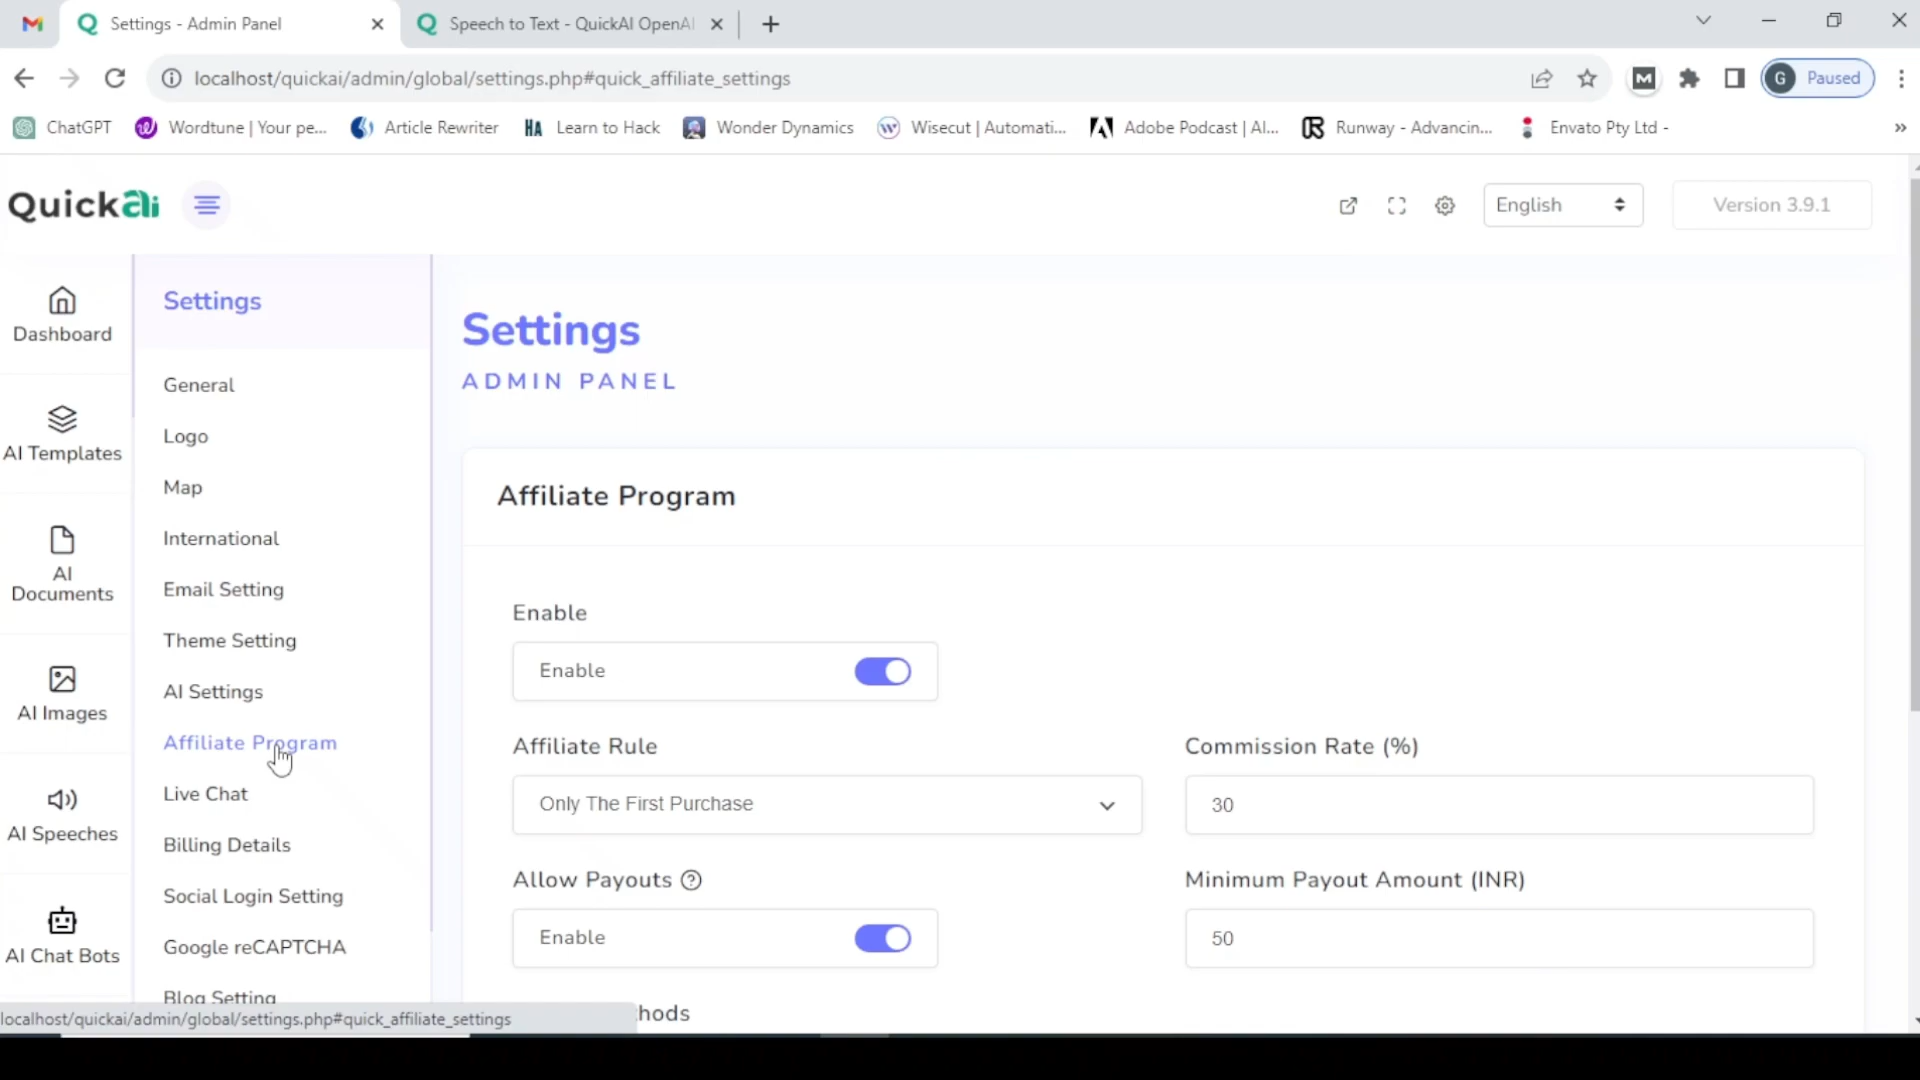 Settings - Admin Panel
Speech to Text - QuickAI OpenAI
localhost/quickai/admin/global/settings.php#quick_affiliate_settings
G Paused
ChatGPT
Wordtune | Your pe...
Article Rewriter
HA Learn to Hack
Wonder Dynamics
Wisecut | Automati...
Adobe Podcast | AI...
Runway - Advancin...
Envato Pty Ltd -
QuickAi
English
Version 3.9.1
Dashboard
AI Templates
AI
Documents
AI Images
AI Speeches
AI Chat Bots
Settings
General
Logo
Map
International
Email Setting
Theme Setting
AI Settings
Affiliate Program
Live Chat
Billing Details
Social Login Setting
Google reCAPTCHA
Blog Setting
localhost/quickai/admin/global/settings.php#quick_affiliate_settings
Settings
ADMIN PANEL
Affiliate Program
Enable
Enable
Affiliate Rule
Only The First Purchase
Commission Rate (%)
30
Allow Payouts
Enable
Minimum Payout Amount (INR)
50
hods